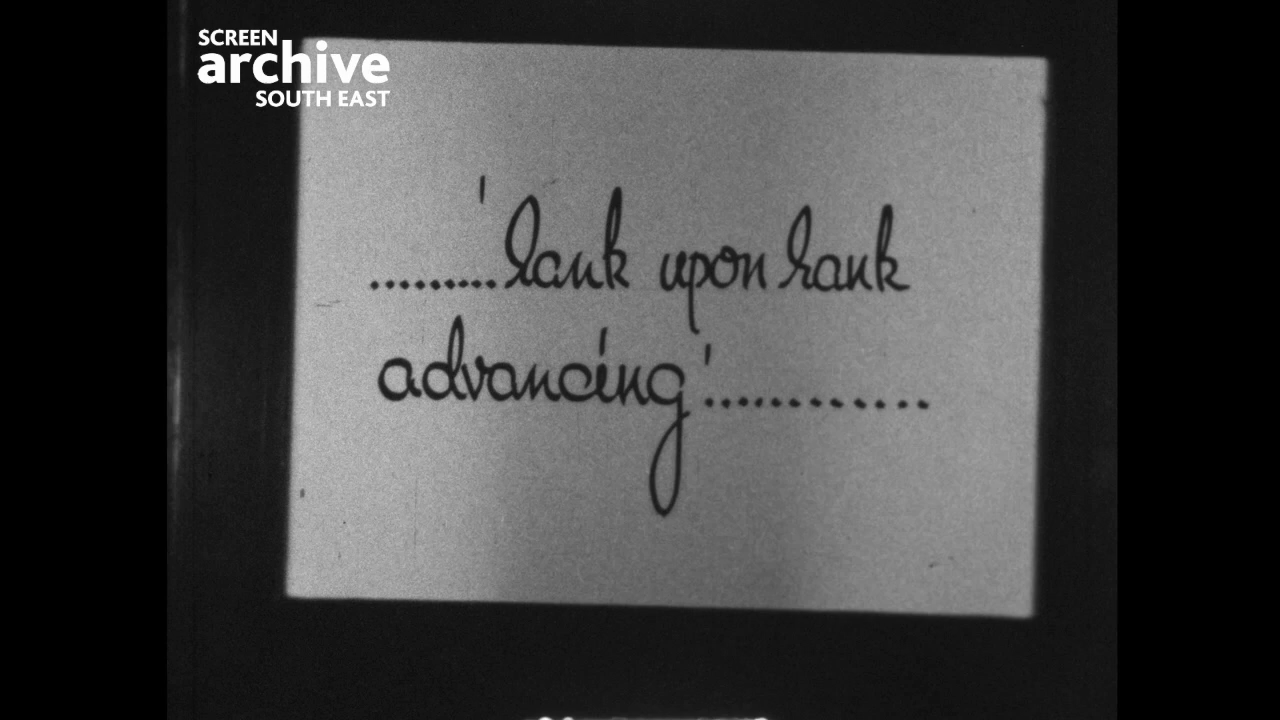 SCREEN
archive
SOUTH EAST
.........'rank upon rank
advancing'............